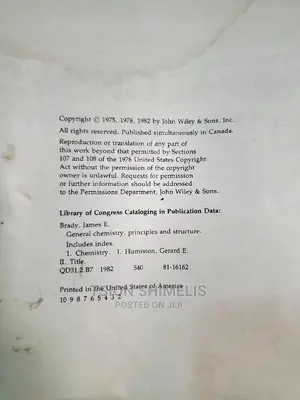 Copyright © 1975, 1978, 1982 by John Wiley & Sons, Inc.
All rights reserved. Published simultaneously in Canada.
Reproduction or translation of any part of
this work beyond that permitted by Sections
107 and 108 of the 1976 United States Copyright
Act without the permission of the copyright
owner is unlawful. Requests for permission
or further information should be addressed
to the Permissions Department, John Wiley & Sons.
Library of Congress Cataloging in Publication Data:
Brady, James E.
General chemistry, principles and structure.
Includes index.
1. Chemistry. 1. Humiston, Gerard E.
II. Title.
QD31.2.B7 1982 540 81-16162
Printed in the United States of America
10 9 8 7 6 5 4 3 2
SHIMELIS
POSTED ON JIJI